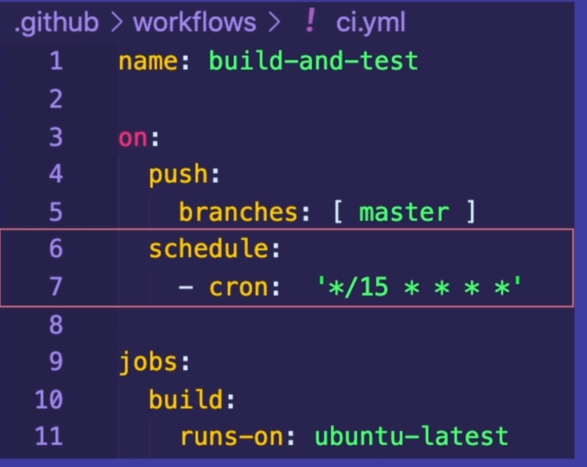 .github > workflows > ! ci.yml
1 name: build-and-test
2
3 on:
4 push:
5 branches: [ master ]
6 schedule:
7 - cron: '*/15 * * * *'
8
9 jobs:
10 build:
11 runs-on: ubuntu-latest